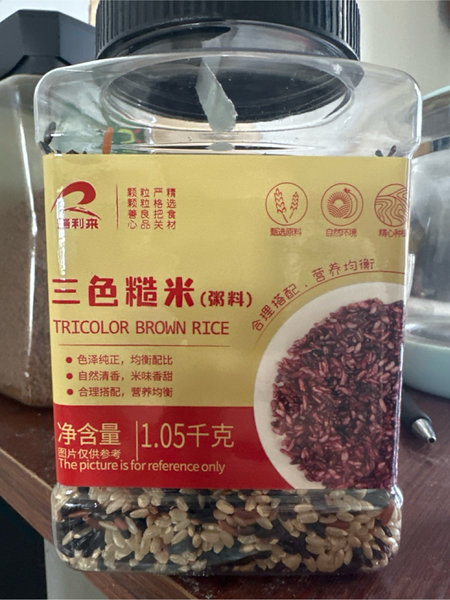 利来
颗粒严精
颗粒格选
善良把食
心品关材
甄选原料
自然环境
精心种植
合理搭配,营养均衡
三色糙米(粥料)
TRICOLOR BROWN RICE
● 色泽纯正,均衡配比
● 自然清香,米味香甜
● 合理搭配,营养均衡
净含量 1.05千克
图片仅供参考
The picture is for reference only